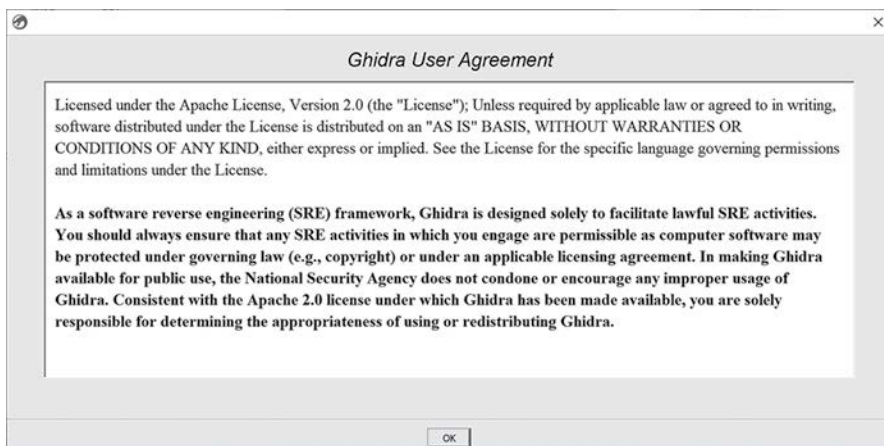 Ghidra User Agreement
Licensed under the Apache License, Version 2.0 (the "License"); Unless required by applicable law or agreed to in writing,
software distributed under the License is distributed on an "AS IS" BASIS, WITHOUT WARRANTIES OR
CONDITIONS OF ANY KIND, either express or implied. See the License for the specific language governing permissions
and limitations under the License.
As a software reverse engineering (SRE) framework, Ghidra is designed solely to facilitate lawful SRE activities.
You should always ensure that any SRE activities in which you engage are permissible as computer software may
be protected under governing law (e.g., copyright) or under an applicable licensing agreement. In making Ghidra
available for public use, the National Security Agency does not condone or encourage any improper usage of
Ghidra. Consistent with the Apache 2.0 license under which Ghidra has been made available, you are solely
responsible for determining the appropriateness of using or redistributing Ghidra.
OK